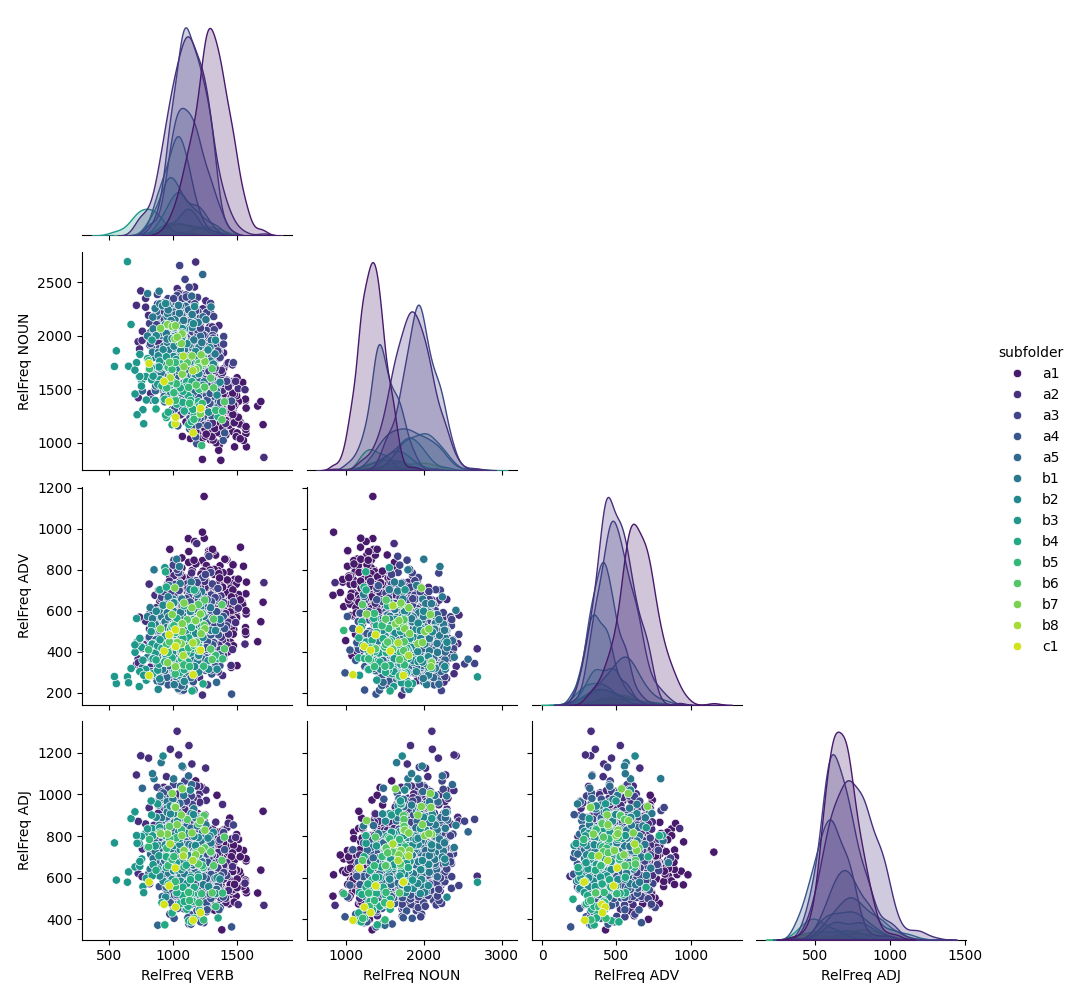 2500
2000
1500
1000
RelFreq NOUN
subfolder
a1
a2
a3
a4
a5
b1
b2
b3
b4
b5
b6
b7
b8
c1
1200
1000
800
600
400
200
RelFreq ADV
1200
1000
800
600
400
RelFreq ADJ
500 1000 1500
1000 2000 3000
0 500 1000
500 1000 1500
RelFreq VERB
RelFreq NOUN
RelFreq ADV
RelFreq ADJ